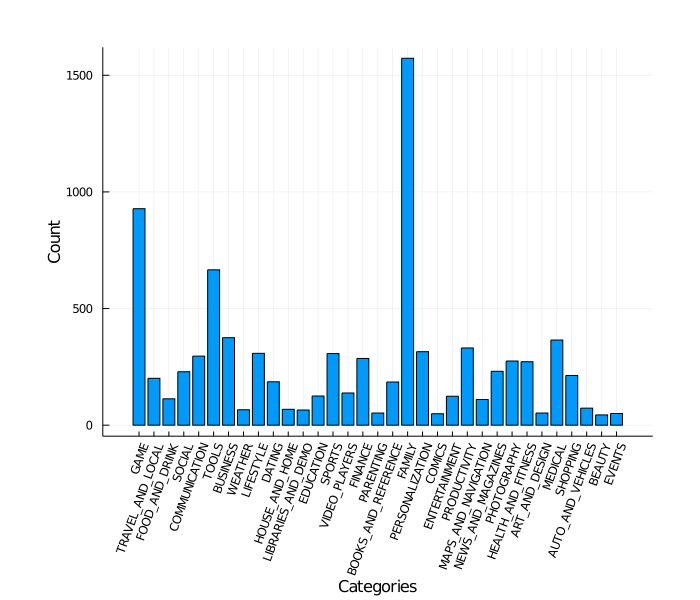 1500
1000
500
0
Count
GAME
TRAVEL_AND_LOCAL
FOOD_AND_DRINK
SOCIAL
COMMUNICATION
TOOLS
BUSINESS
WEATHER
LIFESTYLE
DATING
HOUSE_AND_HOME
LIBRARIES_AND_DEMO
EDUCATION
SPORTS
VIDEO_PLAYERS
FINANCE
PARENTING
BOOKS_AND_REFERENCE
FAMILY
PERSONALIZATION
COMICS
ENTERTAINMENT
PRODUCTIVITY
MAPS_AND_NAVIGATION
NEWS_AND_MAGAZINES
PHOTOGRAPHY
HEALTH_AND_FITNESS
ART_AND_DESIGN
MEDICAL
SHOPPING
AUTO_AND_VEHICLES
BEAUTY
EVENTS
Categories